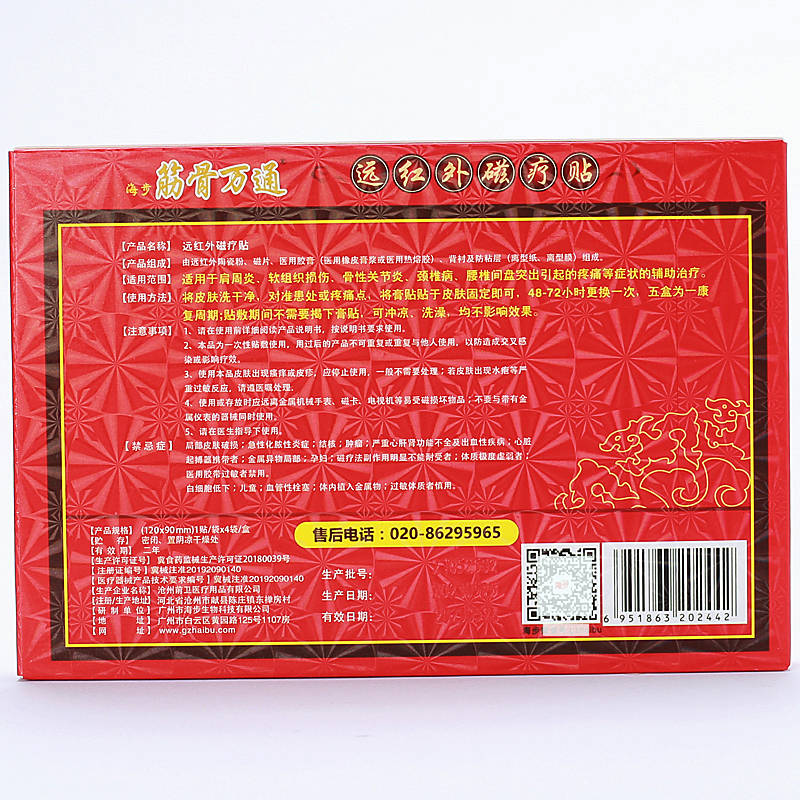 海步 筋骨万通 远红外磁疗贴
【产品名称】 远红外磁疗贴
【产品组成】 由远红外陶瓷粉、磁片、医用胶膏(医用橡皮膏浆或医用热熔胶)、背衬及防粘层(离型纸、离型膜)组成。
【适用范围】 适用于肩周炎、软组织损伤、骨性关节炎、颈椎病、腰椎间盘突出引起的疼痛等症状的辅助治疗。
【使用方法】 将皮肤洗干净,对准患处或疼痛点,将膏贴贴于皮肤固定即可,48-72小时更换一次,五盒为一康
复周期;贴敷期间不需要揭下膏贴,可冲凉、洗澡,均不影响效果。
【注意事项】 1、请在使用前详细阅读产品说明书,按说明书要求使用。
2、本品为一次性贴敷使用,用过后的产品不可重复或重复与他人使用,以防造成交叉感
染或影响疗效。
3、使用本品皮肤出现瘙痒或皮疹,应停止使用,一般不需要处理;若皮肤出现水疱等严
重过敏反应,请遵医嘱处理。
4、使用或存放时应远离金属机械手表、磁卡、电视机等易受磁损坏物品;不要与带有金
属仪表的器械同时使用。
5、请在医生指导下使用。
【禁忌症】 局部皮肤破损;急性化脓性炎症;结核;肿瘤;严重心肝肾功能不全及出血性疾病;心脏
起搏器携带者;金属异物局部;孕妇;磁疗法副作用明显不能耐受者;体质极度虚弱者;
医用胶带过敏者禁用。
白细胞低下;儿童;血管性栓塞;体内植入金属物;过敏体质者慎用。
【产品规格】 (120x90mm)1贴/袋x4袋/盒
【贮 存】 密闭、置阴凉干燥处
【有 效 期】 二年
【生产许可证号】 冀食药监械生产许可证20180039号
【注册证编号】 冀械注准20192090140
【医疗器械产品技术要求编号】 冀械注准20192090140
【生产企业名称】 沧州前卫医疗用品有限公司
【注册/生产地址】 河北省沧州市献县陈庄镇东操房村
【研 制 单 位】 广州市海步生物科技有限公司
【地 址】 广州市白云区黄园路125号1107房
【网 址】 www.gzhaibu.com
售后电话:020-86295965
生产批号:
生产日期:
有效日期:
6 951863 202442